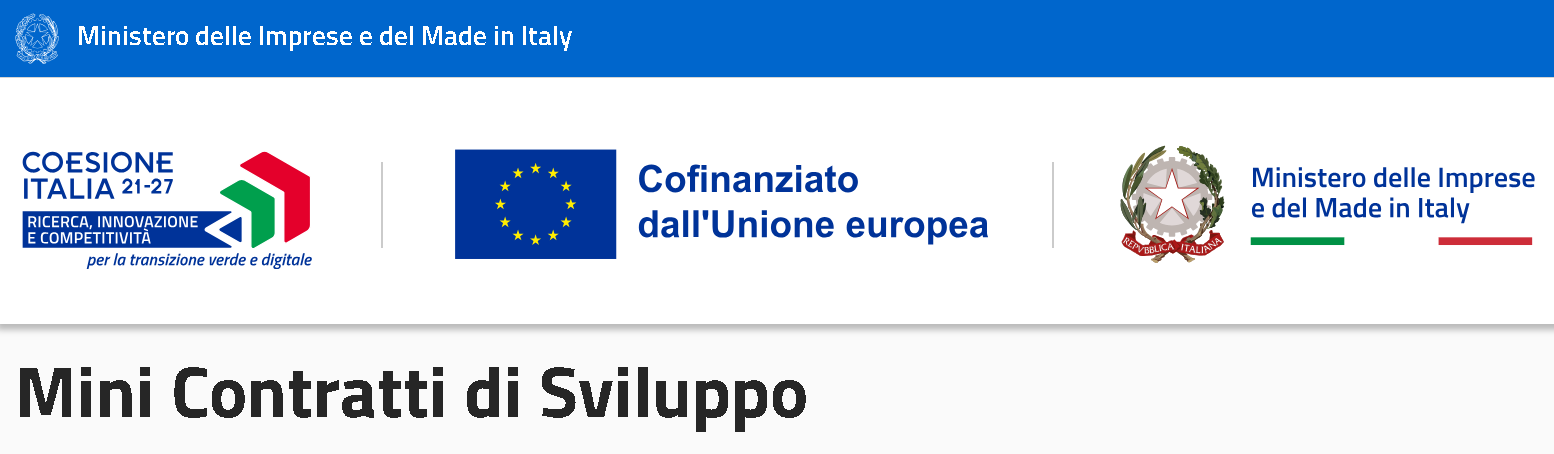 Ministero delle Imprese e del Made in Italy
COESIONE
ITALIA 21-27
RICERCA, INNOVAZIONE
E COMPETITIVITÀ
per la transizione verde e digitale
Cofinanziato
dall'Unione europea
REPVBBLICA ITALIANA
Ministero delle Imprese
e del Made in Italy
Mini Contratti di Sviluppo